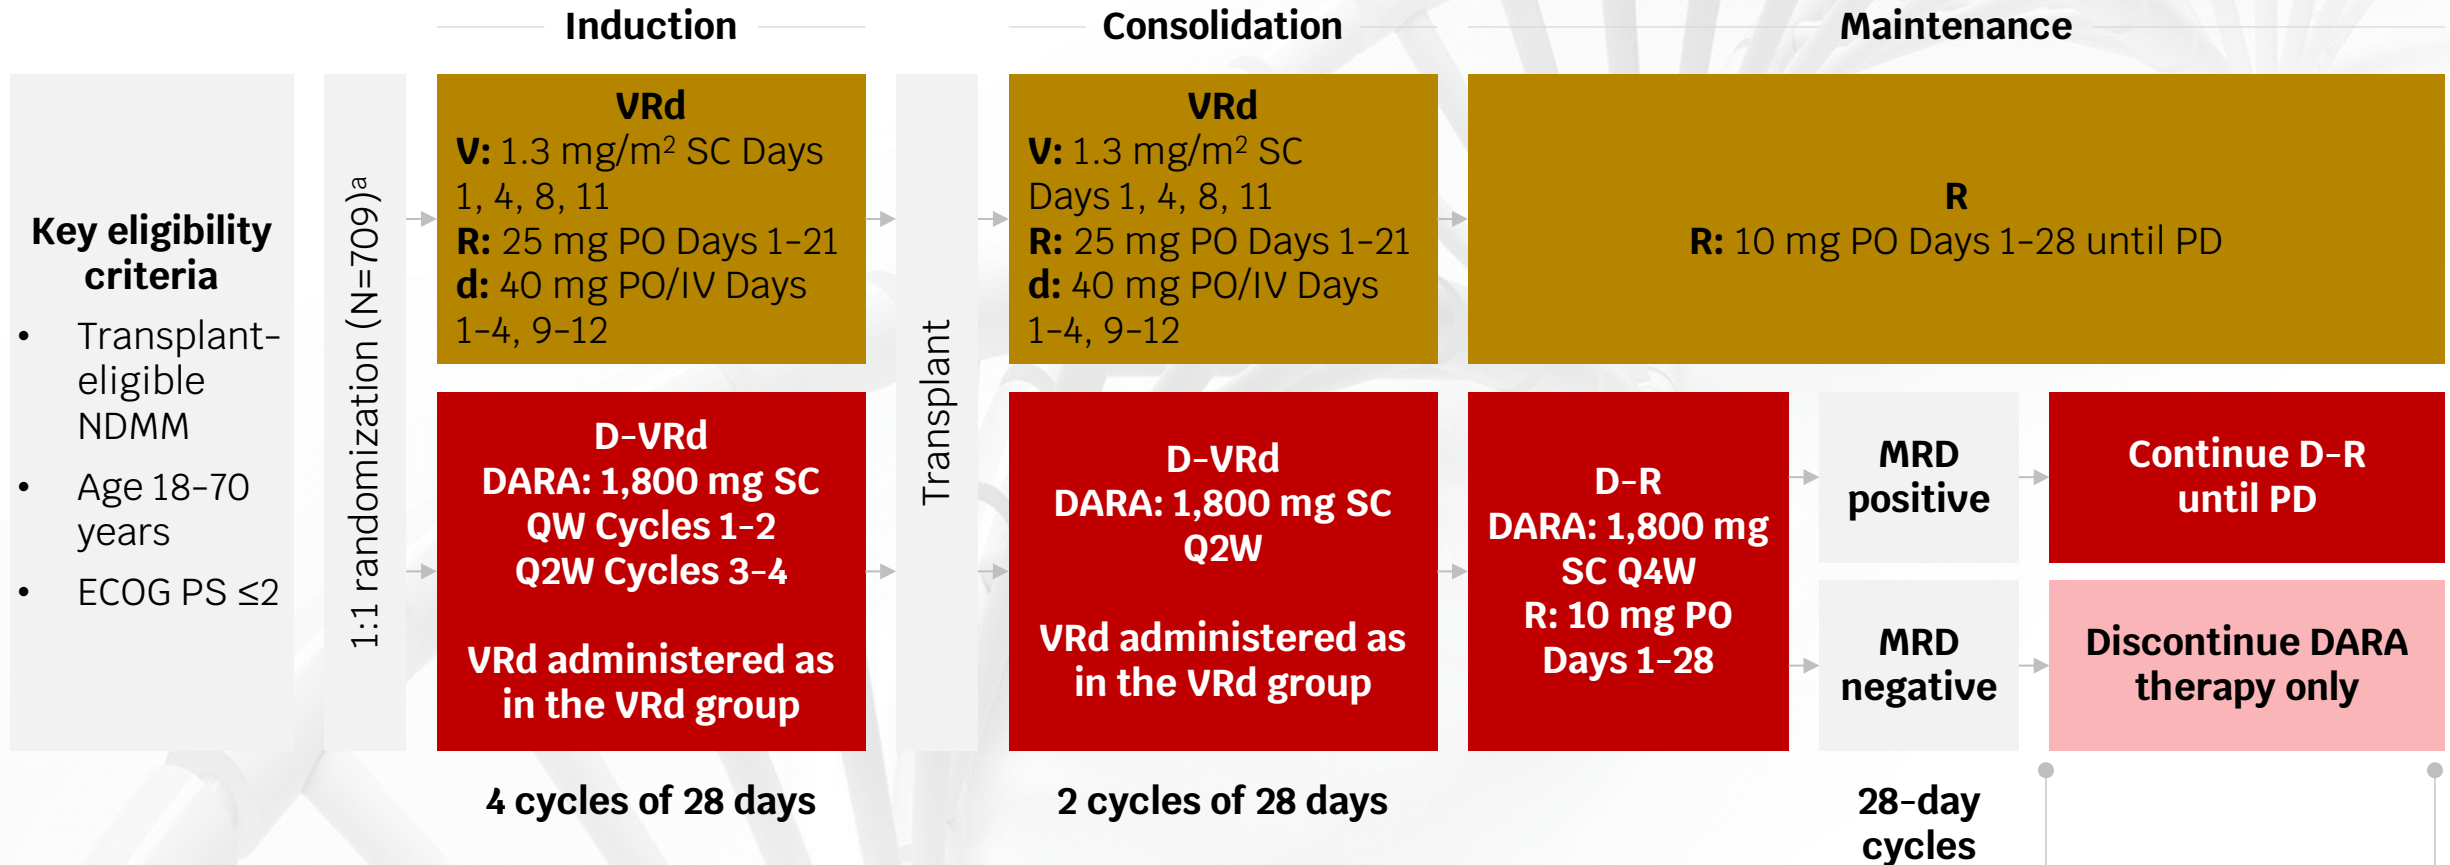 Induction
Consolidation
Maintenance
Key eligibility
criteria
• Transplant-
eligible
NDMM
• Age 18-70
years
• ECOG PS ≤2
1:1 randomization (N=709)ᵃ
VRd
V: 1.3 mg/m² SC Days
1, 4, 8, 11
R: 25 mg PO Days 1-21
d: 40 mg PO/IV Days
1-4, 9-12
D-VRd
DARA: 1,800 mg SC
QW Cycles 1-2
Q2W Cycles 3-4
VRd administered as
in the VRd group
4 cycles of 28 days
Transplant
VRd
V: 1.3 mg/m² SC
Days 1, 4, 8, 11
R: 25 mg PO Days 1-21
d: 40 mg PO/IV Days
1-4, 9-12
D-VRd
DARA: 1,800 mg SC
Q2W
VRd administered as
in the VRd group
2 cycles of 28 days
R
R: 10 mg PO Days 1-28 until PD
D-R
DARA: 1,800 mg
SC Q4W
R: 10 mg PO
Days 1-28
MRD
positive
Continue D-R
until PD
MRD
negative
Discontinue DARA
therapy only
28-day
cycles